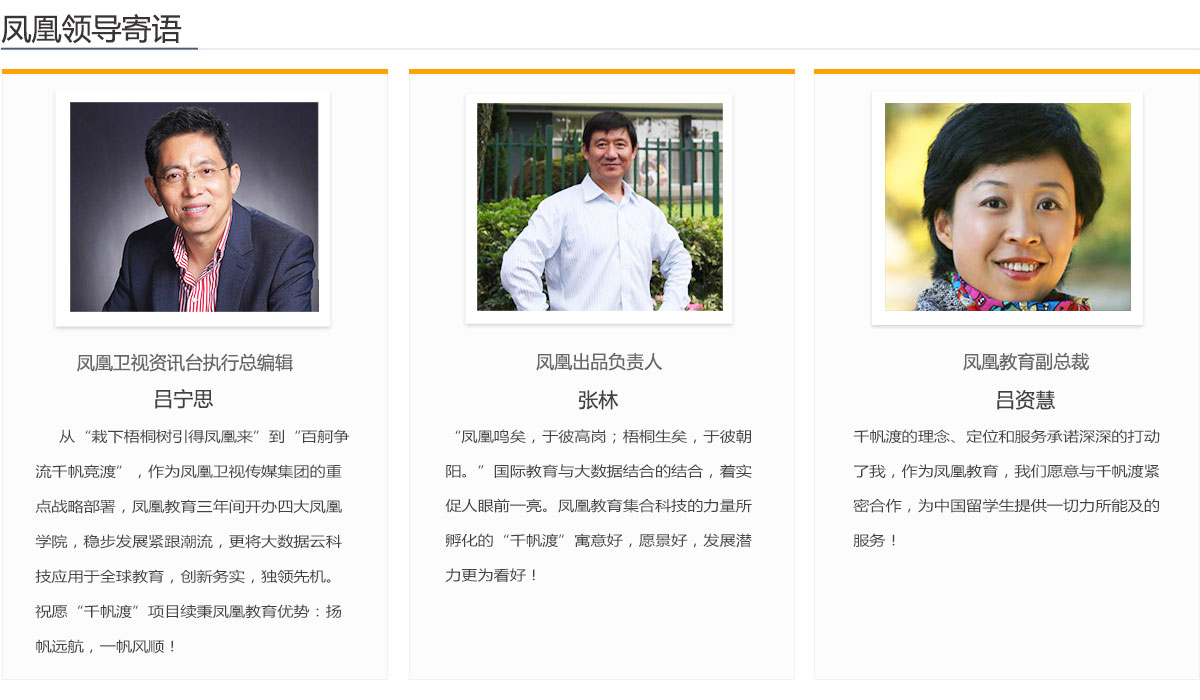 凤凰领导寄语
凤凰卫视资讯台执行总编辑
吕宁思
从“栽下梧桐树引得凤凰来”到“百舸争
流千帆竞渡”，作为凤凰卫视传媒集团的重
点战略部署，凤凰教育三年间开办四大凤凰
学院，稳步发展紧跟潮流，更将大数据云科
技应用于全球教育，创新务实，独领先机。
祝愿“千帆渡”项目续秉凤凰教育优势：扬
帆远航，一帆风顺！
凤凰出品负责人
张林
“凤凰鸣矣，于彼高岗；梧桐生矣，于彼朝
阳。”国际教育与大数据结合的结合，着实
促人眼前一亮。凤凰教育集合科技的力量所
孵化的“千帆渡”寓意好，愿景好，发展潜
力更为看好！
凤凰教育副总裁
吕资慧
千帆渡的理念、定位和服务承诺深深的打动
了我，作为凤凰教育，我们愿意与千帆渡紧
密合作，为中国留学生提供一切力所能及的
服务！